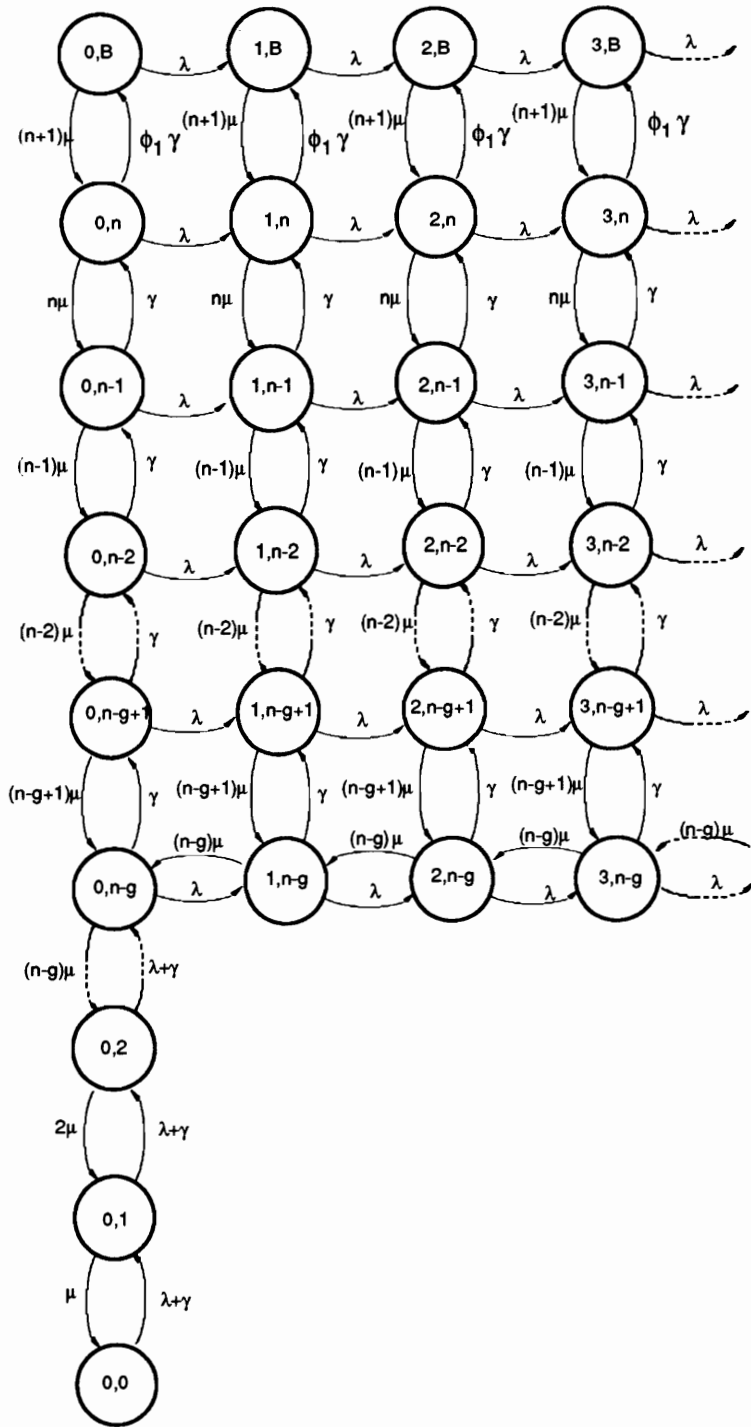 0,B 1,B 2,B 3,B
λ λ λ λ
(n+1)μ ϕ₁ γ (n+1)μ ϕ₁ γ (n+1)μ ϕ₁ γ (n+1)μ ϕ₁ γ
0,n 1,n 2,n 3,n
λ λ λ λ
nμ γ nμ γ nμ γ nμ γ
0,n-1 1,n-1 2,n-1 3,n-1
λ λ λ λ
(n-1)μ γ (n-1)μ γ (n-1)μ γ (n-1)μ γ
0,n-2 1,n-2 2,n-2 3,n-2
λ λ λ λ
(n-2)μ γ (n-2)μ γ (n-2)μ γ (n-2)μ γ
0,n-g+1 1,n-g+1 2,n-g+1 3,n-g+1
λ λ λ λ
(n-g+1)μ γ (n-g+1)μ γ (n-g+1)μ γ (n-g+1)μ γ
(n-g)μ (n-g)μ (n-g)μ (n-g)μ
0,n-g 1,n-g 2,n-g 3,n-g
λ λ λ λ
(n-g)μ λ+γ
0,2
2μ λ+γ
0,1
μ λ+γ
0,0